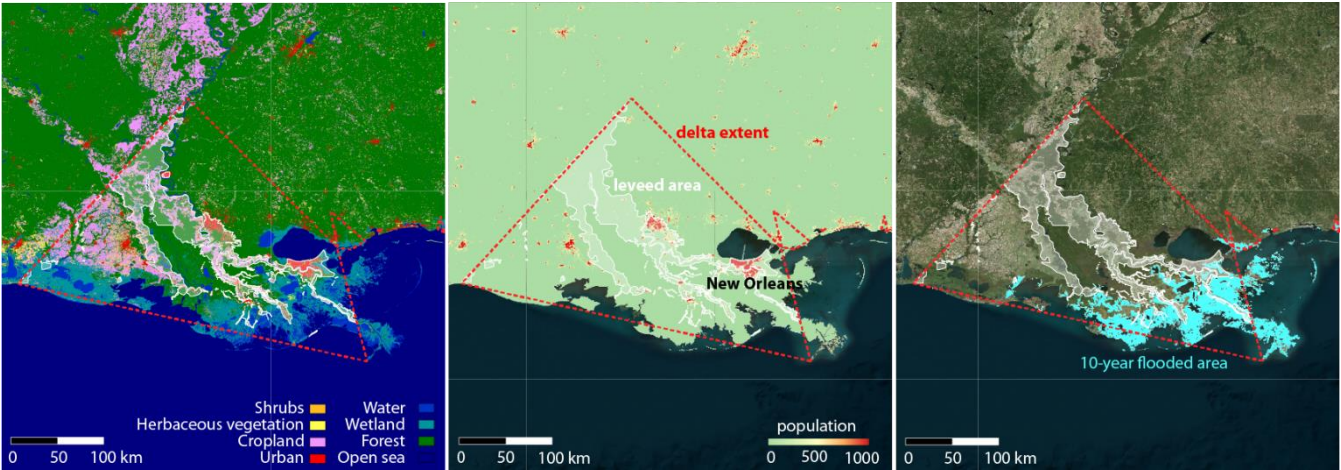 Shrubs Water
Herbaceous vegetation Wetland
Cropland Forest
Urban Open sea
0 50 100 km
delta extent
leveed area
New Orleans
population
0 500 1000
0 50 100 km
10-year flooded area
0 50 100 km